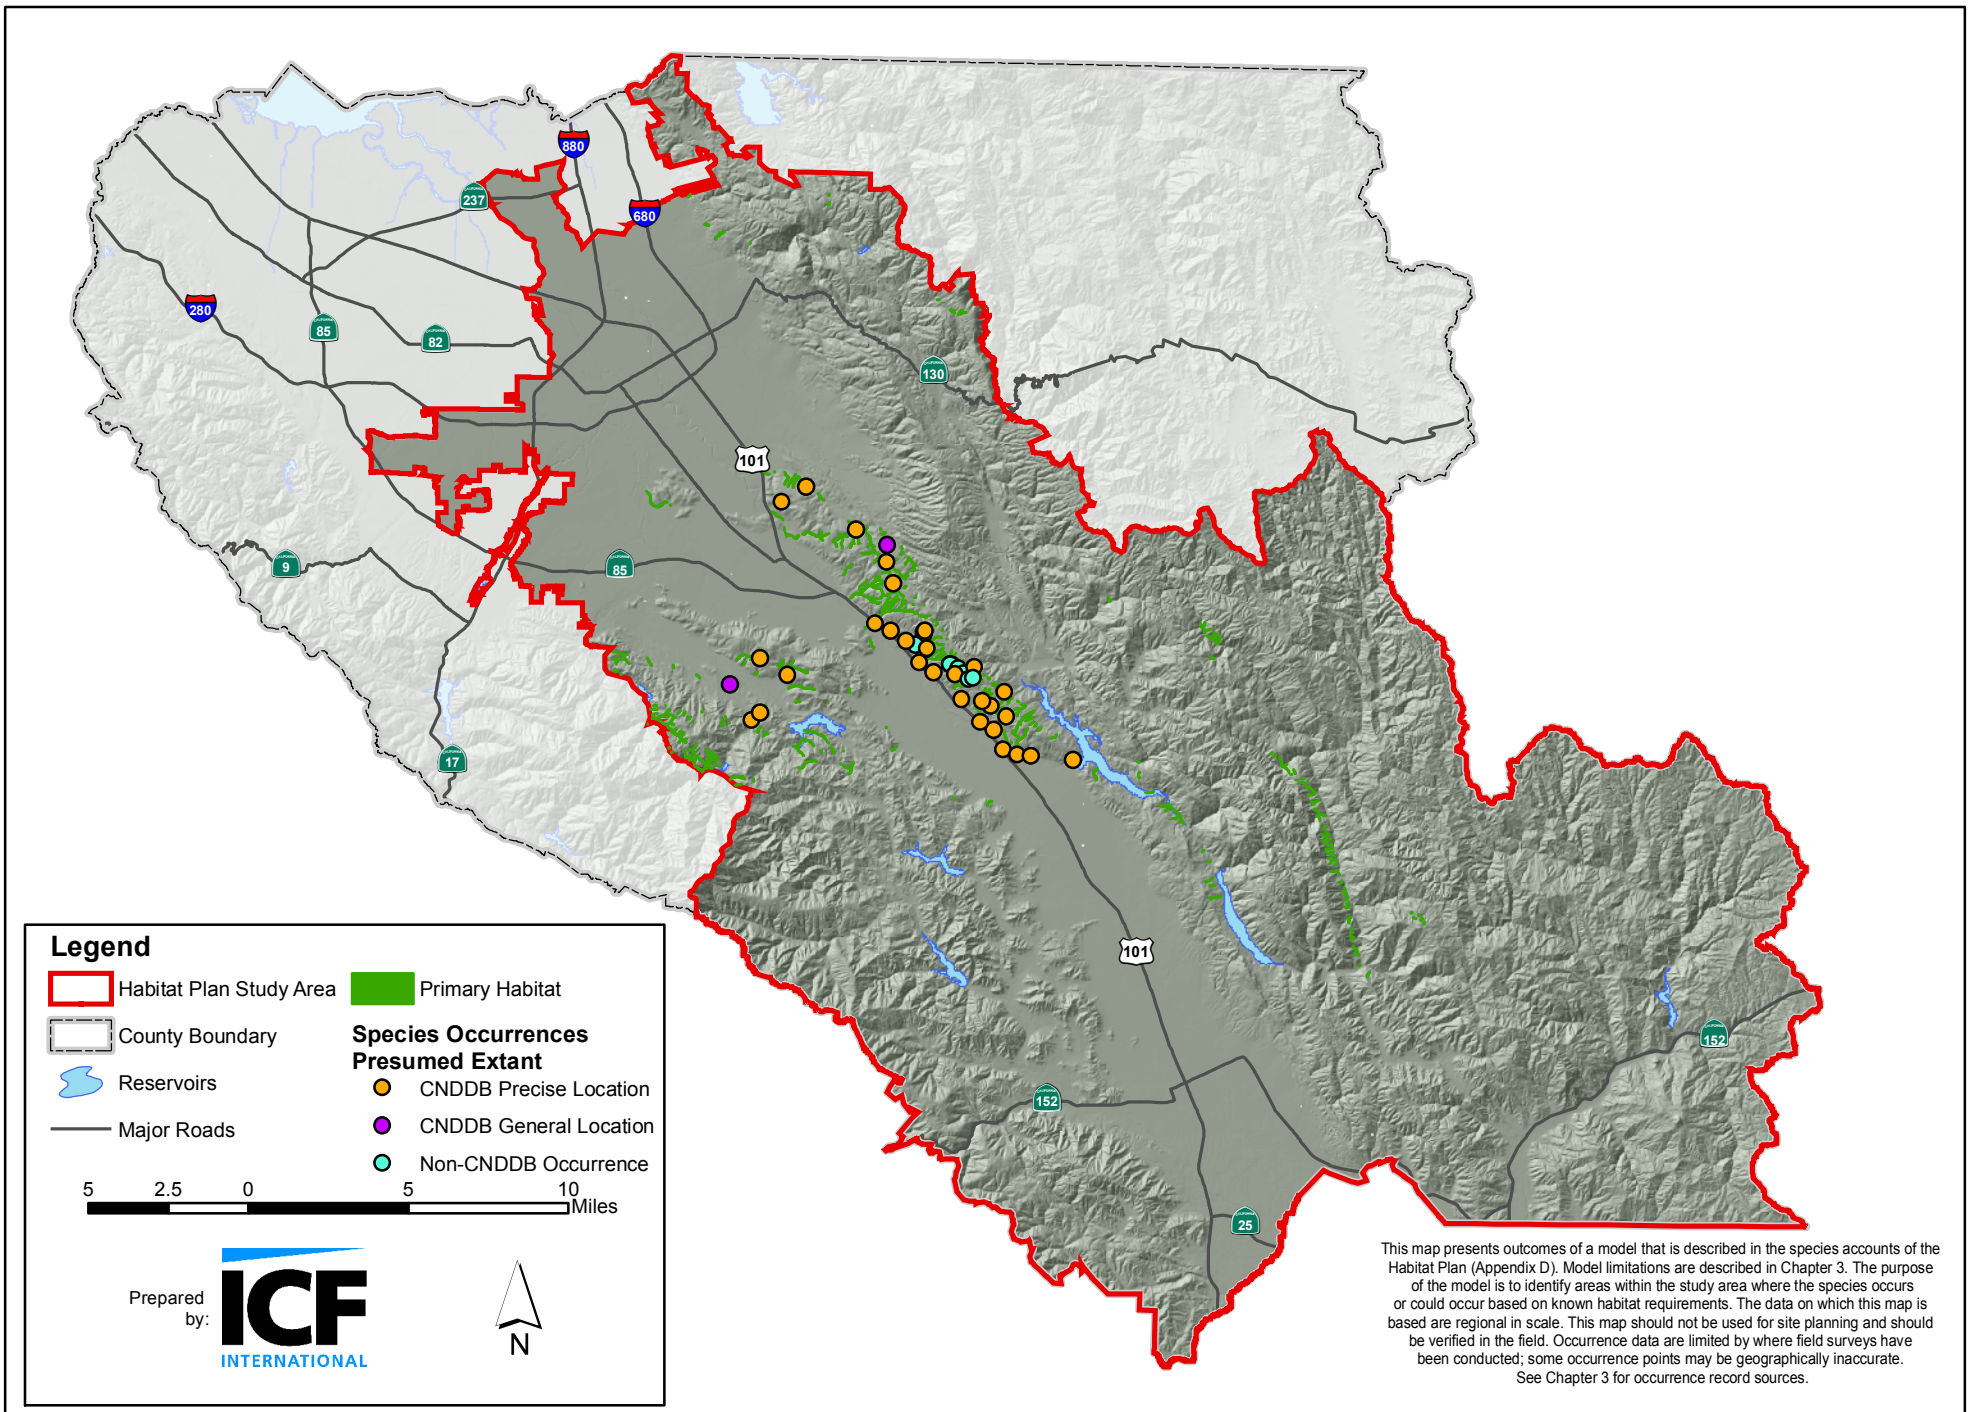 880
237
680
280
85
82
130
101
9
85
17
101
152
152
25
Legend
Habitat Plan Study Area
Primary Habitat
County Boundary
Species Occurrences
Presumed Extant
Reservoirs
CNDDB Precise Location
CNDDB General Location
Major Roads
Non-CNDDB Occurrence
5 2.5 0 5 10
Miles
Prepared
by:
ICF
INTERNATIONAL
N
This map presents outcomes of a model that is described in the species accounts of the
Habitat Plan (Appendix D). Model limitations are described in Chapter 3. The purpose
of the model is to identify areas within the study area where the species occurs
or could occur based on known habitat requirements. The data on which this map is
based are regional in scale. This map should not be used for site planning and should
be verified in the field. Occurrence data are limited by where field surveys have
been conducted; some occurrence points may be geographically inaccurate.
See Chapter 3 for occurrence record sources.